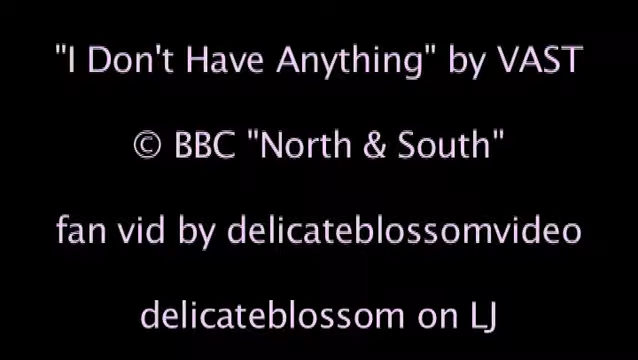 "I Don't Have Anything" by VAST
© BBC "North & South"
fan vid by delicateblossomvideo
delicateblossom on LJ